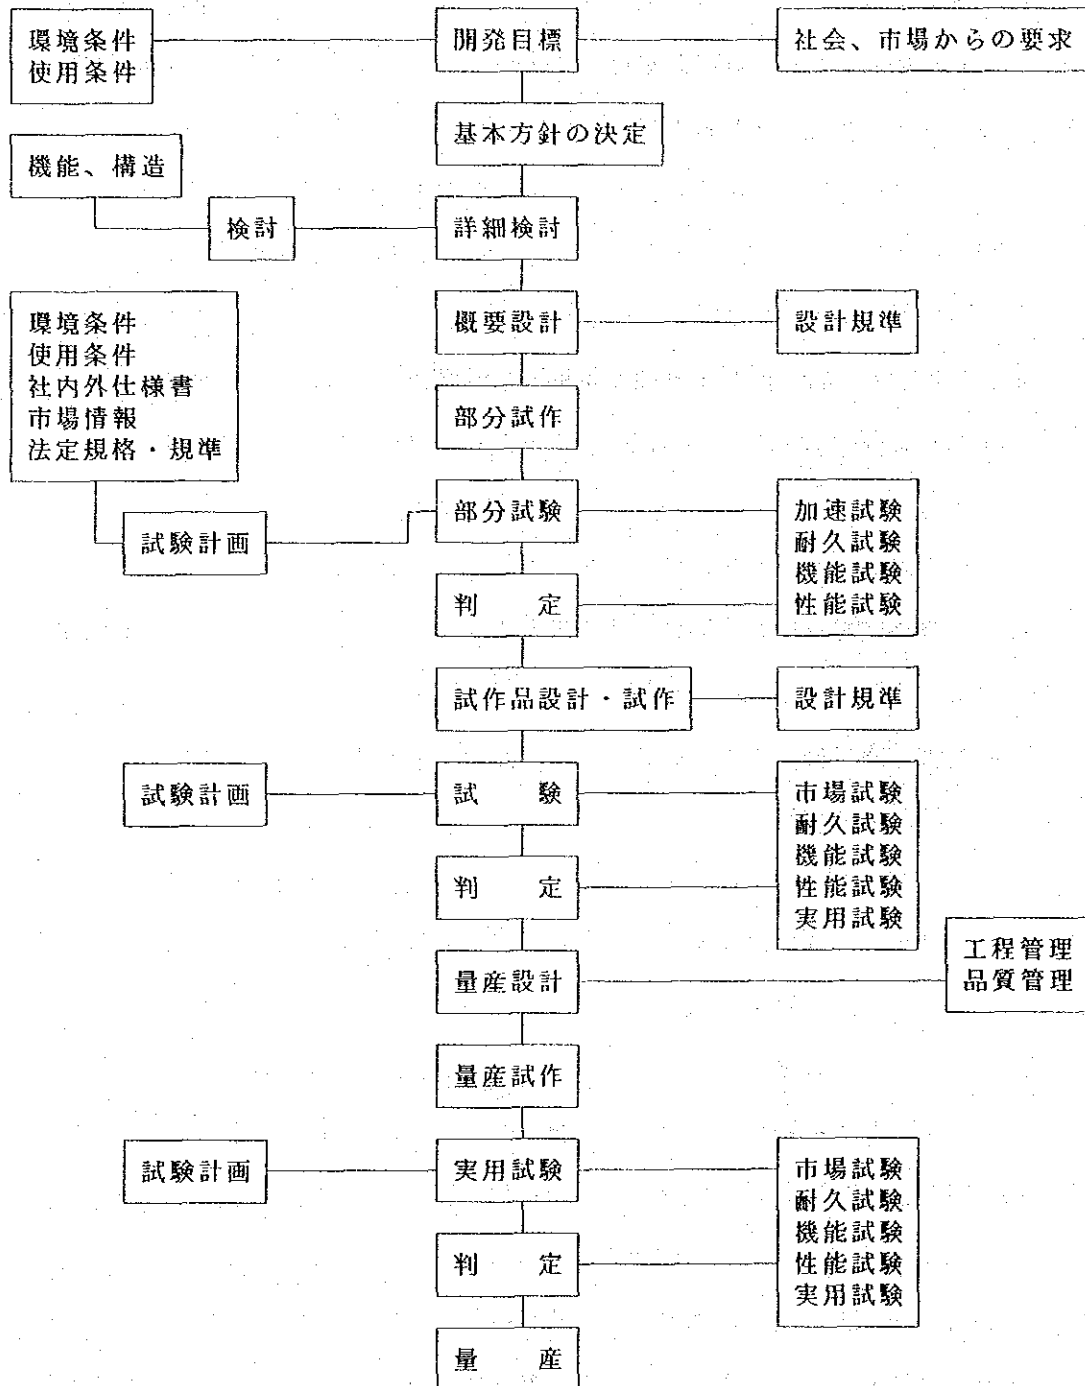 環境条件
使用条件
開発目標
社会、市場からの要求
基本方針の決定
機能、構造
検討
詳細検討
環境条件
使用条件
社内外仕様書
市場情報
法定規格・規準
概要設計
設計規準
部分試作
部分試験
試験計画
加速試験
耐久試験
機能試験
性能試験
判 定
試作品設計・試作
設計規準
試験計画
試 験
市場試験
耐久試験
機能試験
性能試験
実用試験
判 定
工程管理
品質管理
量産設計
量産試作
試験計画
実用試験
市場試験
耐久試験
機能試験
性能試験
実用試験
判 定
量 産